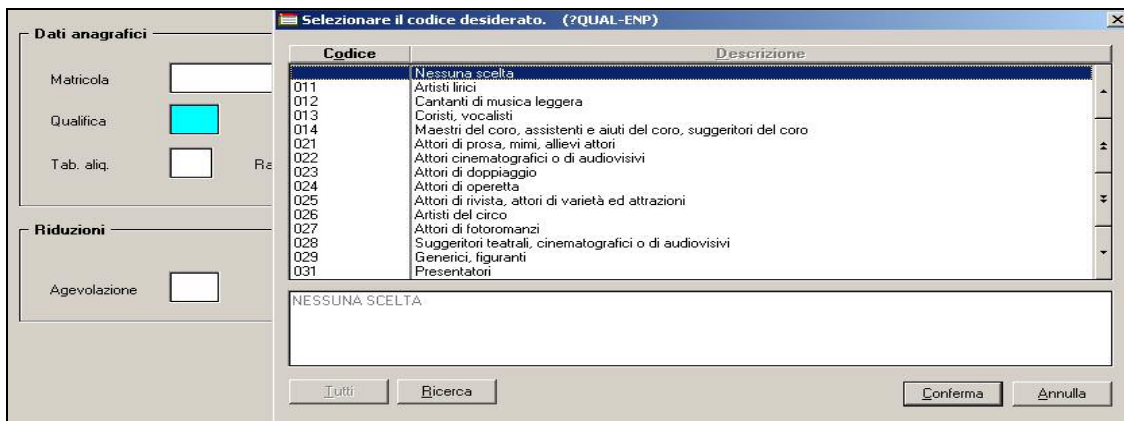 Dati anagrafici
Matricola
Qualifica
Tab. aliq.
Ra
Riduzioni
Agevolazione
Selezionare il codice desiderato. (?QUAL-ENP)
Codice Descrizione
Nessuna scelta
011 Artisti lirici
012 Cantanti di musica leggera
013 Coristi, vocalisti
014 Maestri del coro, assistenti e aiuti del coro, suggeritori del coro
021 Attori di prosa, mimi, allievi attori
022 Attori cinematografici o di audiovisivi
023 Attori di doppiaggio
024 Attori di operetta
025 Attori di rivista, attori di varietà ed attrazioni
026 Artisti del circo
027 Attori di fotoromanzi
028 Suggeritori teatrali, cinematografici o di audiovisivi
029 Generici, figuranti
031 Presentatori
NESSUNA SCELTA
Tutti Ricerca Conferma Annulla